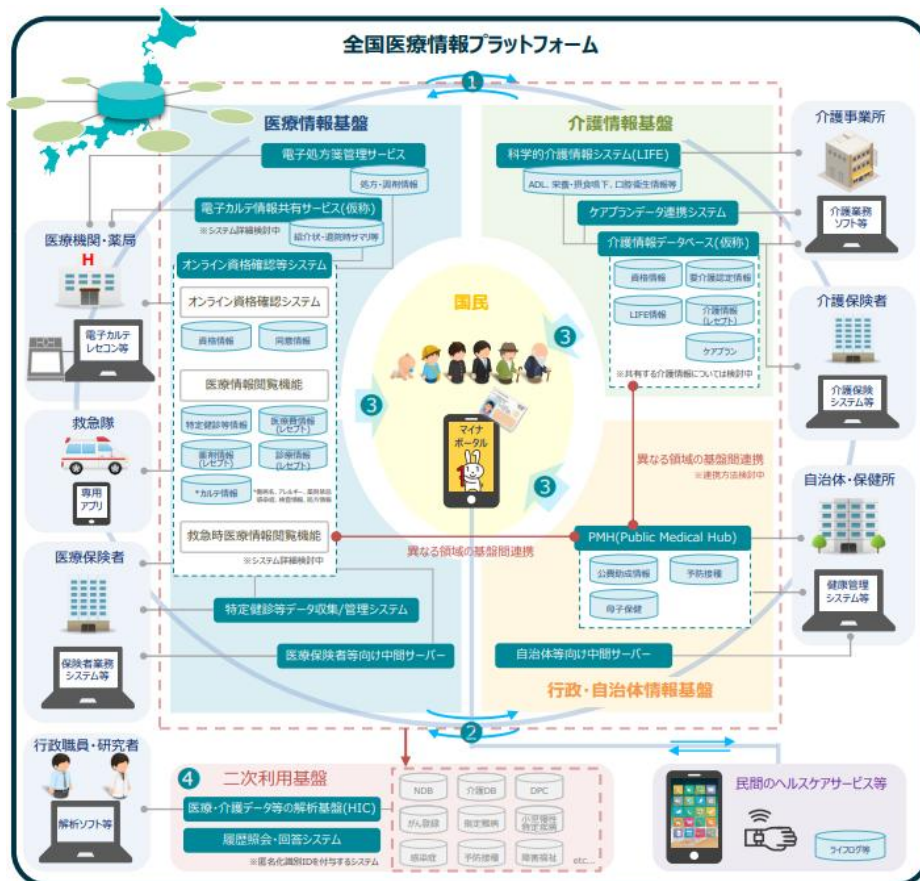 全国医療情報プラットフォーム
❶
医療情報基盤
電子処方箋管理サービス
処方・調剤情報
電子カルテ情報共有サービス(仮称)
※システム詳細検討中
紹介状・退院時サマリ等
オンライン資格確認等システム
オンライン資格確認システム
資格情報
同意情報
医療情報閲覧機能
特定健診等情報
医療費情報
(レセプト)
薬剤情報
(レセプト)
診療情報
(レセプト)
*カルテ情報
救急時医療情報閲覧機能
※システム詳細検討中
特定健診等データ収集/管理システム
医療保険者等向け中間サーバー
介護情報基盤
科学的介護情報システム(LIFE)
ADL、栄養・摂食嚥下、口腔衛生情報等
ケアプランデータ連携システム
介護情報データベース(仮称)
資格情報
要介護認定情報
LIFE情報
介護情報
(レセプト)
ケアプラン
※共有する介護情報については検討中
国民
マイナ
ポータル
❸
❸
❸
異なる領域の基盤間連携
※連携方法検討中
異なる領域の基盤間連携
PMH(Public Medical Hub)
公費助成情報
予防接種
母子保健
自治体等向け中間サーバー
行政・自治体情報基盤
❷
医療機関・薬局
H
電子カルテ
レセコン等
救急隊
専用
アプリ
医療保険者
保険者業務
システム等
行政職員・研究者
解析ソフト等
介護事業所
介護業務
ソフト等
介護保険者
介護保険
システム等
自治体・保健所
健康管理
システム等
❹
二次利用基盤
医療・介護データ等の解析基盤(HIC)
履歴照会・回答システム
※匿名化識別IDを付与するシステム
NDB
介護DB
DPC
がん登録
指定難病
小児慢性
特定疾病
感染症
予防接種
障害福祉
etc...
民間のヘルスケアサービス等
ライフログ等